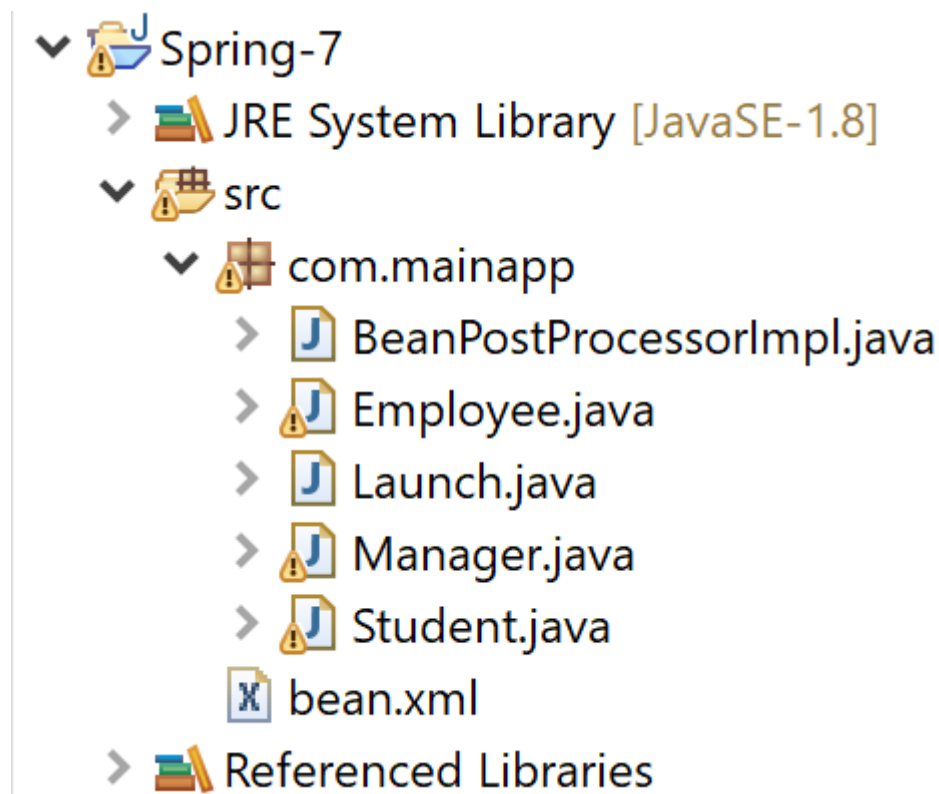 Spring-7
JRE System Library [JavaSE-1.8]
src
com.mainapp
BeanPostProcessorImpl.java
Employee.java
Launch.java
Manager.java
Student.java
bean.xml
Referenced Libraries